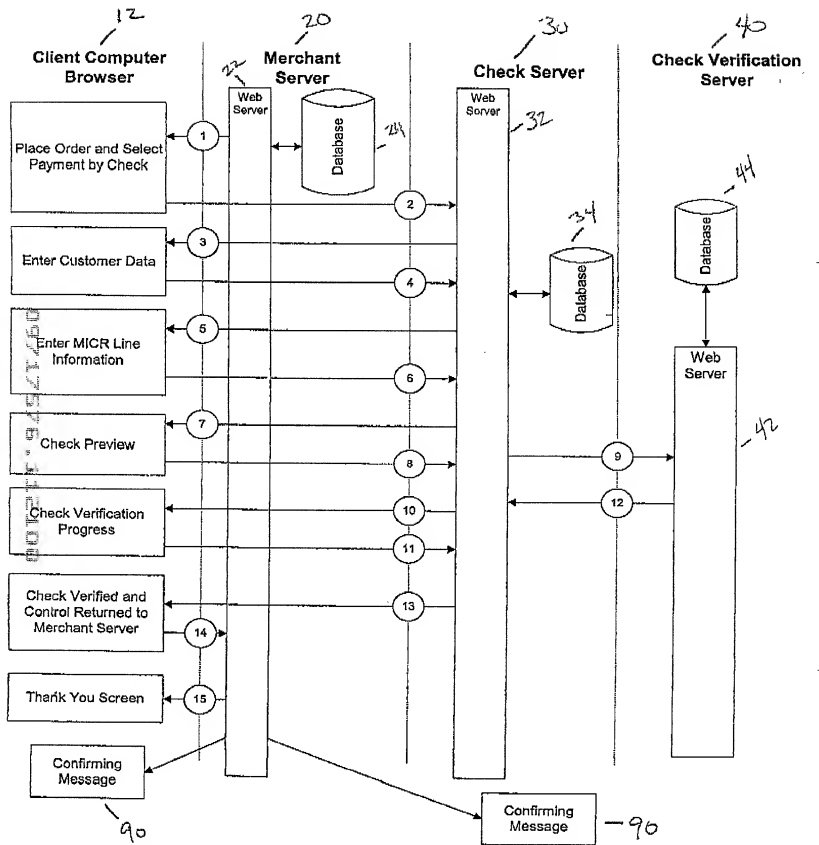 12
20
30
40
Client Computer
Browser
Merchant
Server
Check Server
Check Verification
Server
22
Web
Server
Database
24
Web
Server
32
1
Place Order and Select
Payment by Check
2
44
Database
34
Database
3
Enter Customer Data
4
5
Enter MICR Line
Information
6
Web
Server
42
7
Check Preview
8
9
10
12
Check Verification
Progress
11
Check Verified and
Control Returned to
Merchant Server
13
14
Thank You Screen
15
Confirming
Message
90
Confirming
Message
90